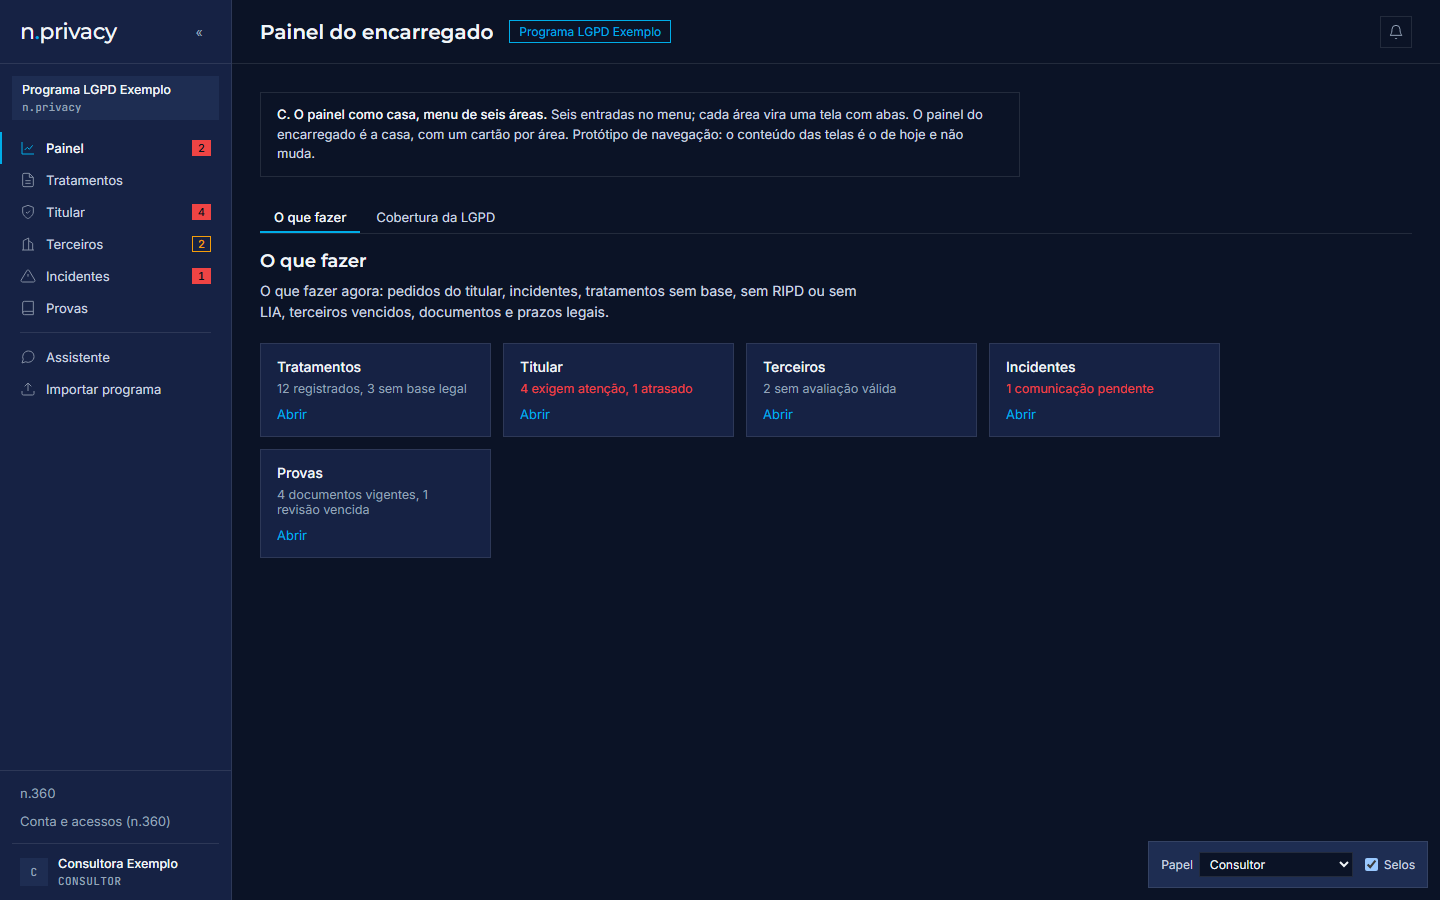 n.privacy
«
Programa LGPD Exemplo
n.privacy
Painel
2
Tratamentos
Titular
4
Terceiros
2
Incidentes
1
Provas
Assistente
Importar programa
n.360
Conta e acessos (n.360)
C
Consultora Exemplo
CONSULTOR
Painel do encarregado
Programa LGPD Exemplo
C. O painel como casa, menu de seis áreas. Seis entradas no menu; cada área vira uma tela com abas. O painel do
encarregado é a casa, com um cartão por área. Protótipo de navegação: o conteúdo das telas é o de hoje e não
muda.
O que fazer
Cobertura da LGPD
O que fazer
O que fazer agora: pedidos do titular, incidentes, tratamentos sem base, sem RIPD ou sem
LIA, terceiros vencidos, documentos e prazos legais.
Tratamentos
12 registrados, 3 sem base legal
Abrir
Titular
4 exigem atenção, 1 atrasado
Abrir
Terceiros
2 sem avaliação válida
Abrir
Incidentes
1 comunicação pendente
Abrir
Provas
4 documentos vigentes, 1
revisão vencida
Abrir
Papel
Consultor
Selos